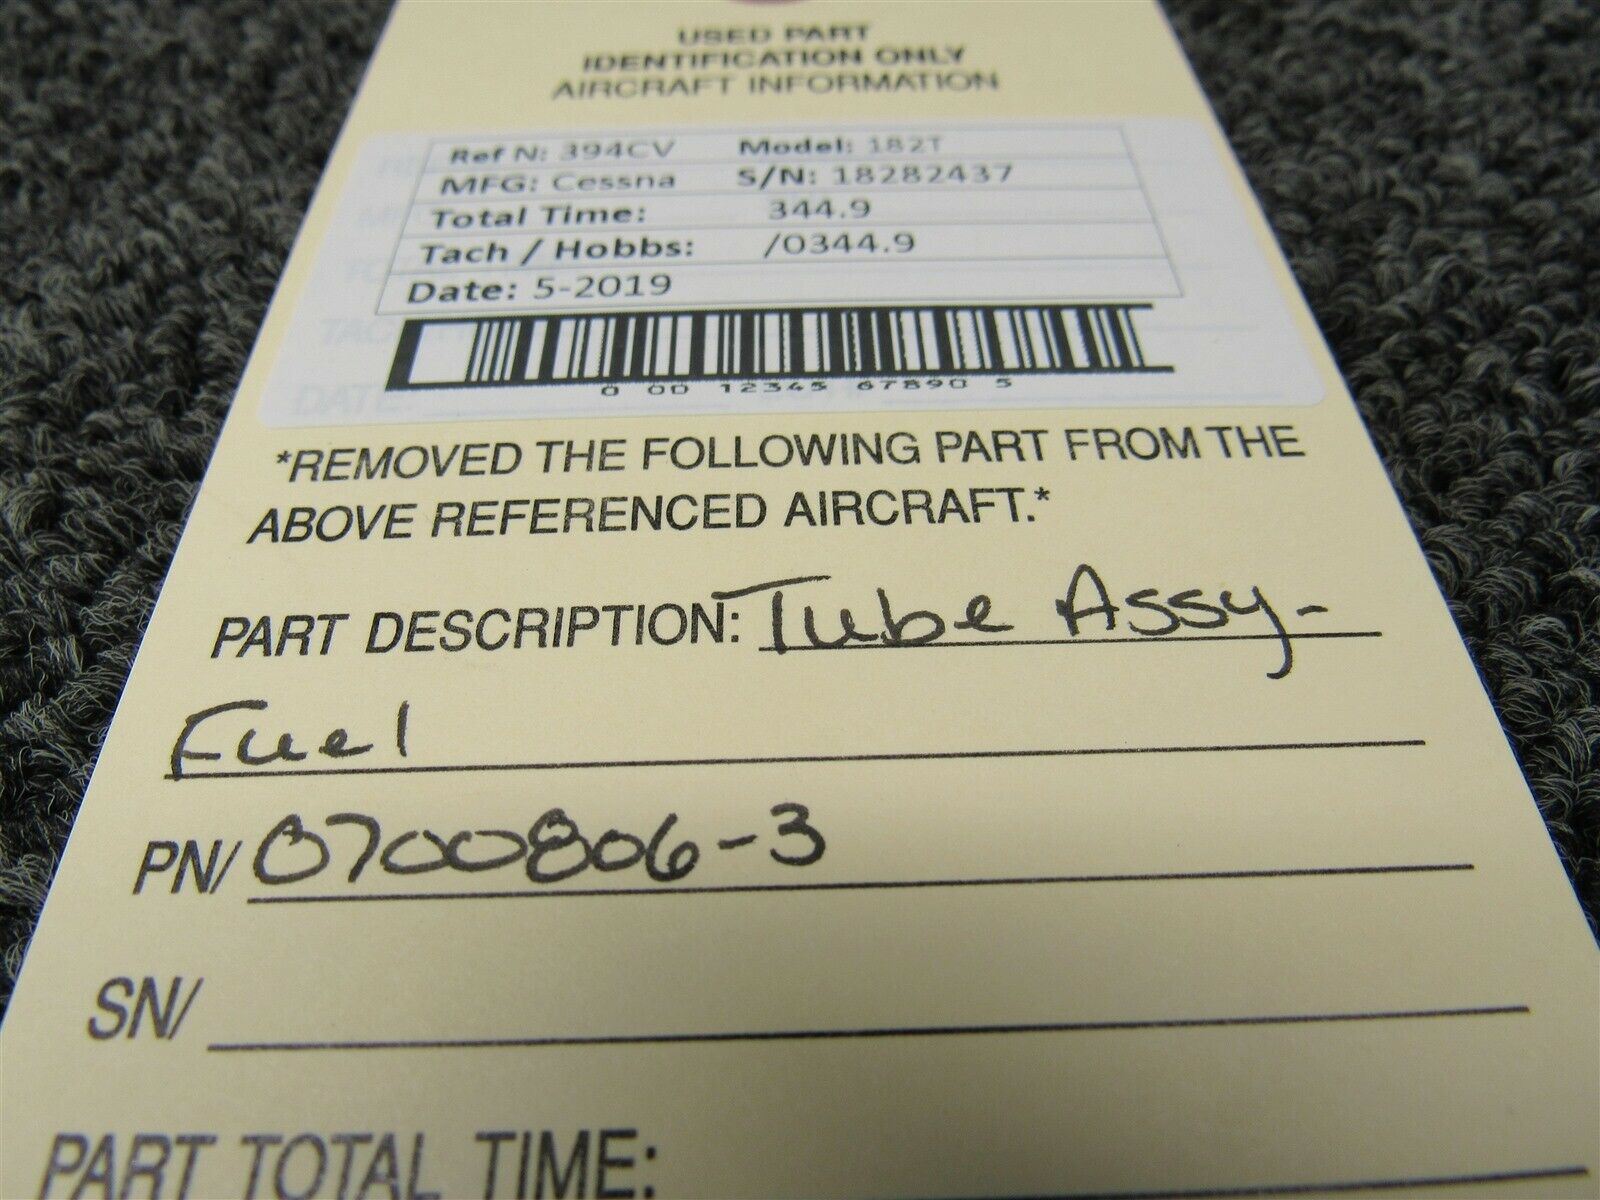 USED PART
IDENTIFICATION ONLY
AIRCRAFT INFORMATION
Ref N: 394CV Model: 182T
MFG: Cessna S/N: 18282437
Total Time: 344.9
Tach / Hobbs: /0344.9
Date: 5-2019
0 00 12345 67890 5
DATE:
*REMOVED THE FOLLOWING PART FROM THE
ABOVE REFERENCED AIRCRAFT.*
PART DESCRIPTION: Tube Assy-
Fuel
PN/ 0700806-3
SN/
PART TOTAL TIME: